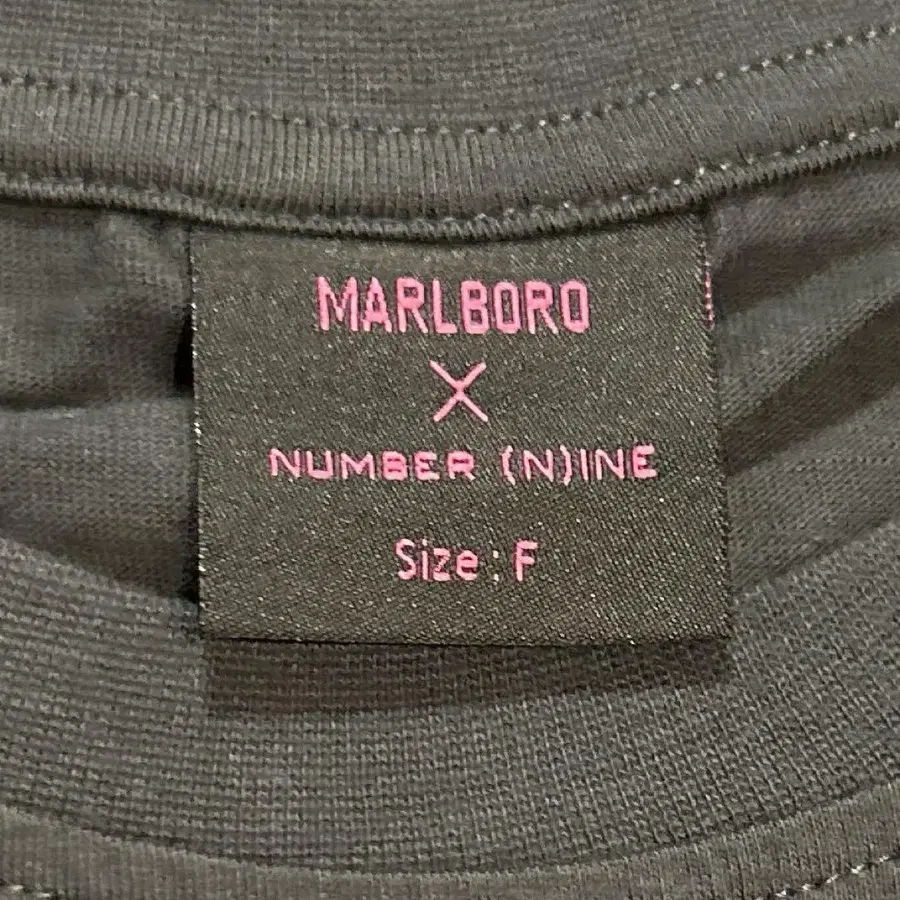 MARLBORO
X
NUMBER (N)INE
Size : F